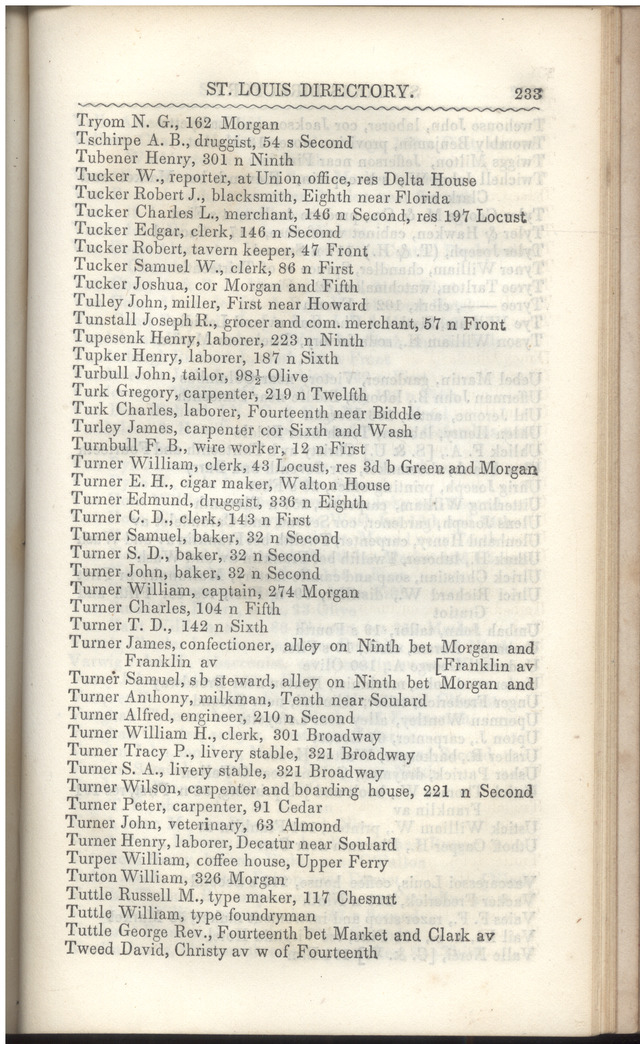 ST. LOUIS DIRECTORY. 233
Tryom N. G., 162 Morgan
Tschirpe A. B., druggist, 54 s Second
Tubener Henry, 301 n Ninth
Tucker W., reporter, at Union office, res Delta House
Tucker Robert J., blacksmith, Eighth near Florida
Tucker Charles L., merchant, 146 n Second, res 197 Locust
Tucker Edgar, clerk, 146 n Second
Tucker Robert, tavern keeper, 47 Front
Tucker Samuel W., clerk, 86 n First
Tucker Joshua, cor Morgan and Fifth
Tulley John, miller, First near Howard
Tunstall Joseph R., grocer and com. merchant, 57 n Front
Tupesenk Henry, laborer, 223 n Ninth
Tupker Henry, laborer, 187 n Sixth
Turbull John, tailor, 98½ Olive
Turk Gregory, carpenter, 219 n Twelfth
Turk Charles, laborer, Fourteenth near Biddle
Turley James, carpenter cor Sixth and Wash
Turnbull F. B., wire worker, 12 n First
Turner William, clerk, 43 Locust, res 3d b Green and Morgan
Turner E. H., cigar maker, Walton House
Turner Edmund, druggist, 336 n Eighth
Turner C. D., clerk, 143 n First
Turner Samuel, baker, 32 n Second
Turner S. D., baker, 32 n Second
Turner John, baker, 32 n Second
Turner William, captain, 274 Morgan
Turner Charles, 104 n Fifth
Turner T. D., 142 n Sixth
Turner James, confectioner, alley on Ninth bet Morgan and
Franklin av [Franklin av
Turner Samuel, s b steward, alley on Ninth bet Morgan and
Turner Anthony, milkman, Tenth near Soulard
Turner Alfred, engineer, 210 n Second
Turner William H., clerk, 301 Broadway
Turner Tracy P., livery stable, 321 Broadway
Turner S. A., livery stable, 321 Broadway
Turner Wilson, carpenter and boarding house, 221 n Second
Turner Peter, carpenter, 91 Cedar
Turner John, veterinary, 63 Almond
Turner Henry, laborer, Decatur near Soulard
Turper William, coffee house, Upper Ferry
Turton William, 326 Morgan
Tuttle Russell M., type maker, 117 Chesnut
Tuttle William, type foundryman
Tuttle George Rev., Fourteenth bet Market and Clark av
Tweed David, Christy av w of Fourteenth